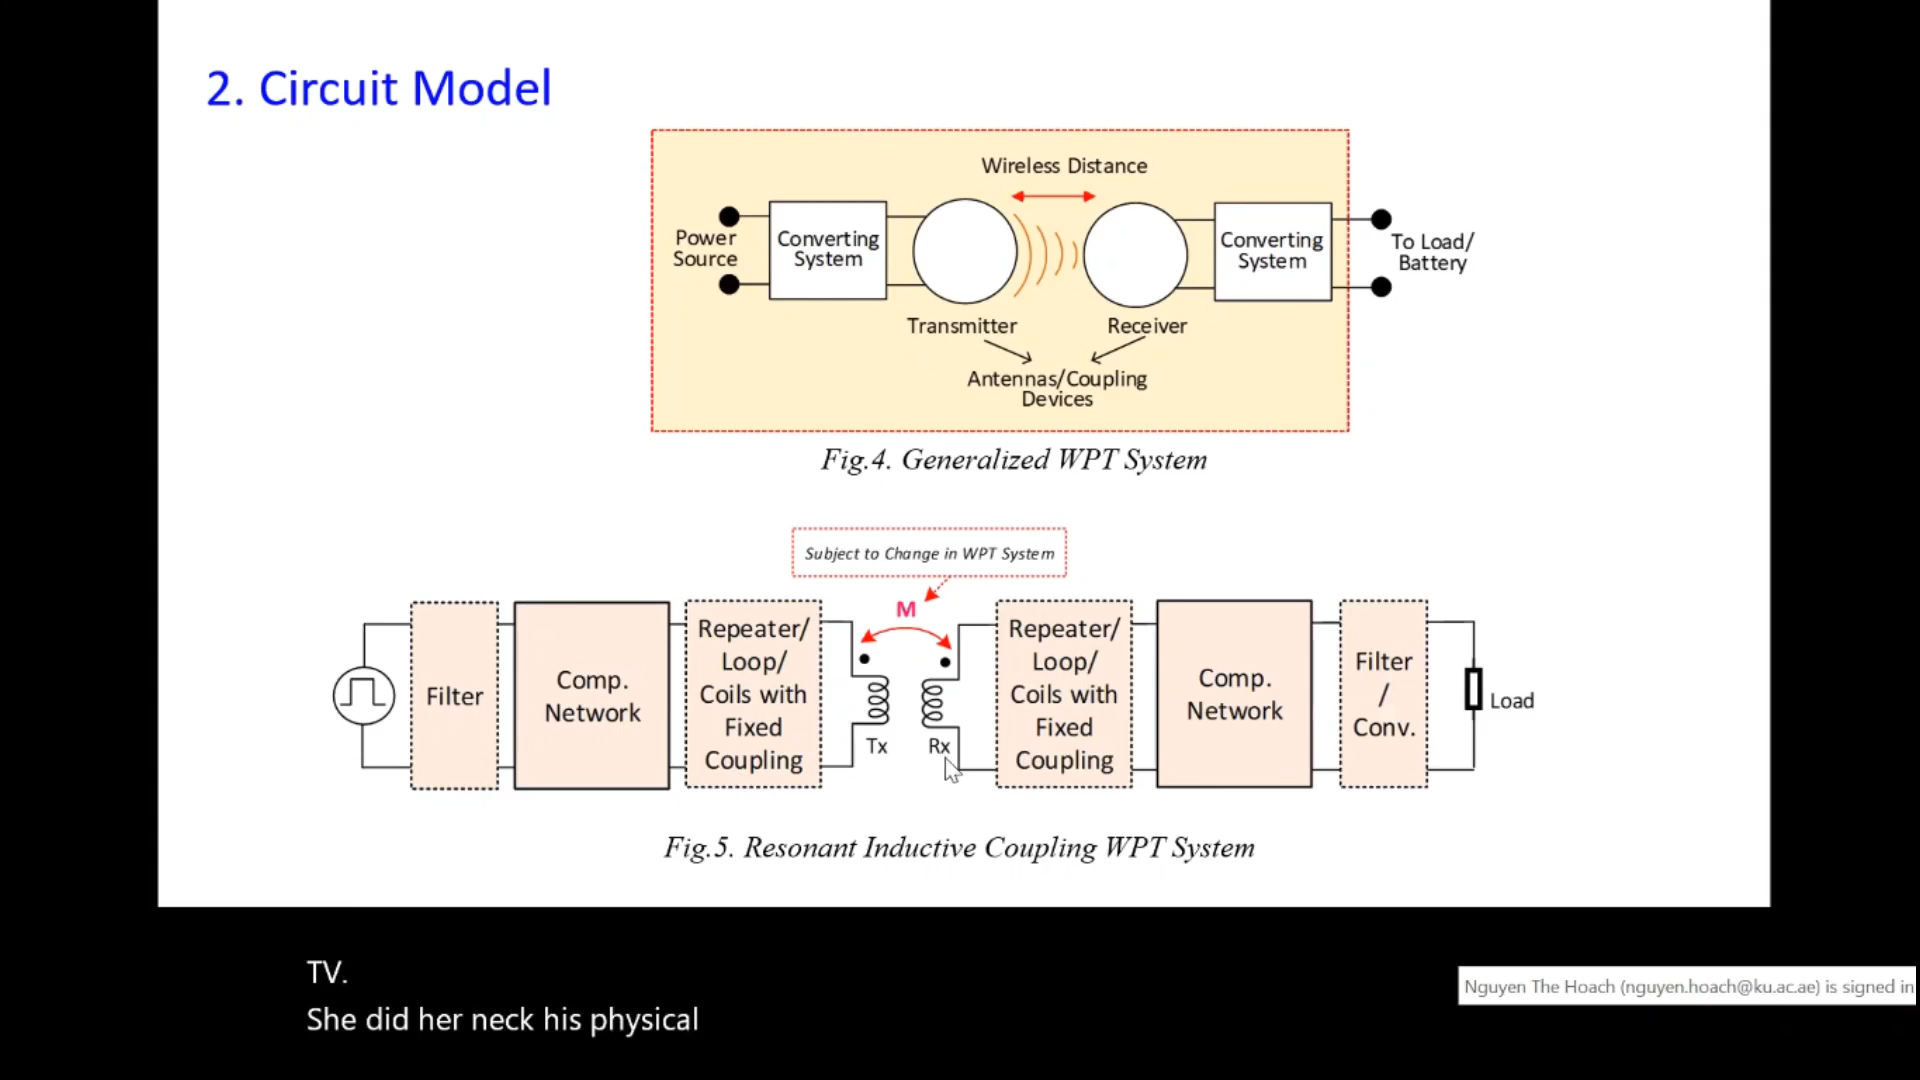 2. Circuit Model
Wireless Distance
Power
Source
Converting
System
Converting
System
To Load/
Battery
Transmitter
Receiver
Antennas/Coupling
Devices
Fig.4. Generalized WPT System
Subject to Change in WPT System
M
Filter
Comp.
Network
Repeater/
Loop/
Coils with
Fixed
Coupling
Tx
Rx
Repeater/
Loop/
Coils with
Fixed
Coupling
Comp.
Network
Filter
/
Conv.
Load
Fig.5. Resonant Inductive Coupling WPT System
TV.
She did her neck his physical
Nguyen The Hoach (nguyen.hoach@ku.ac.ae) is signed in